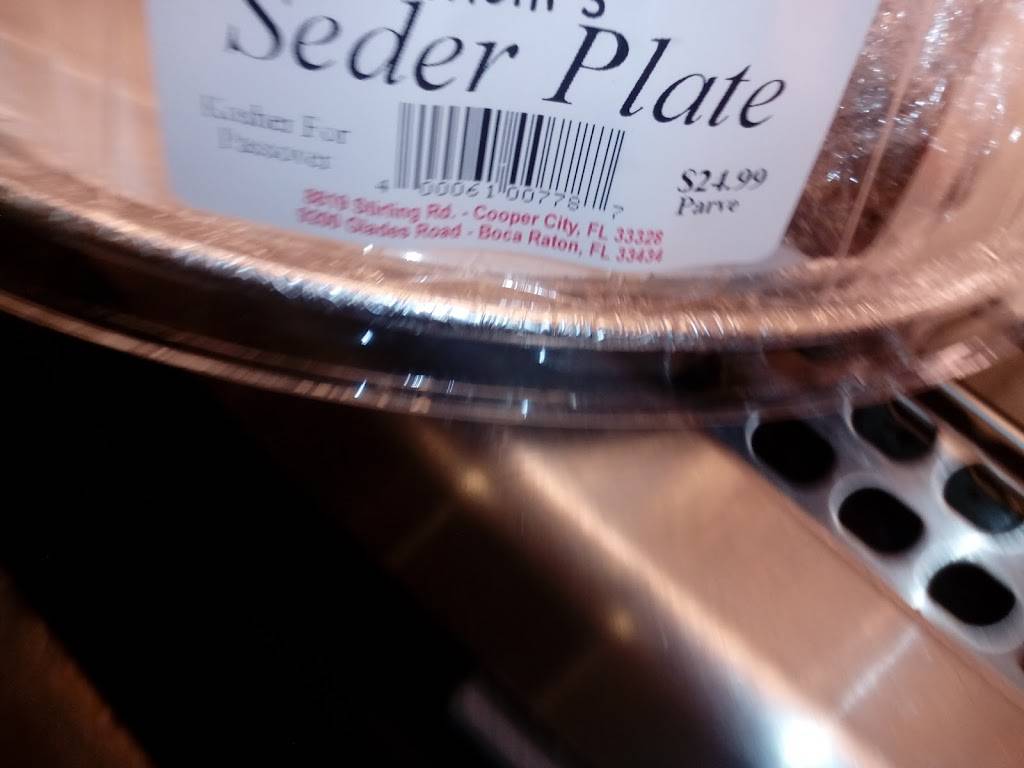 Seder Plate
Kosher For
Passover
$24.99
Parve
4 00061 00778 7
Stirling Rd. - Cooper City, FL 33328
Glades Road - Boca Raton, FL 33434